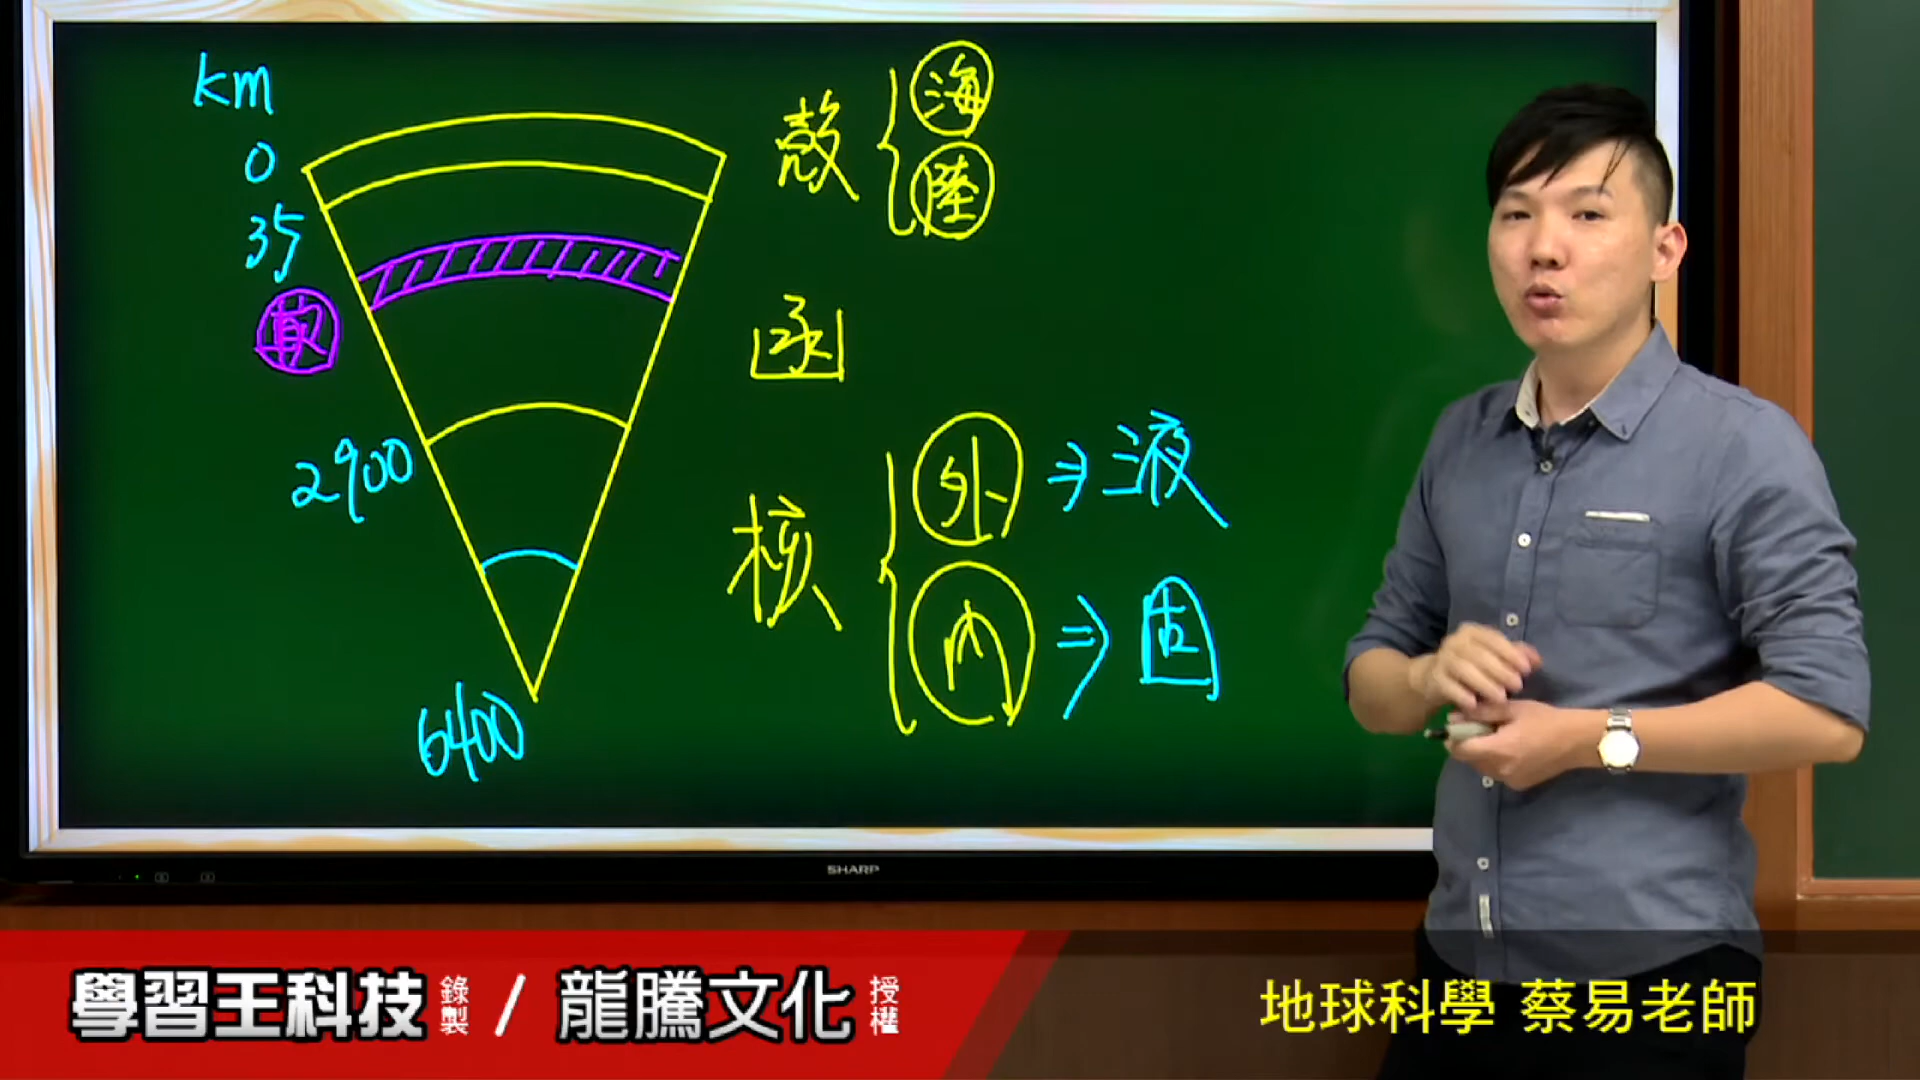 km
0
35
軟
2900
6400
殼
海
陸
函
核
外 ⇒ 液
內 ⇒ 固
SHARP
學習王科技 錄製 / 龍騰文化 授權
地球科學 蔡易老師